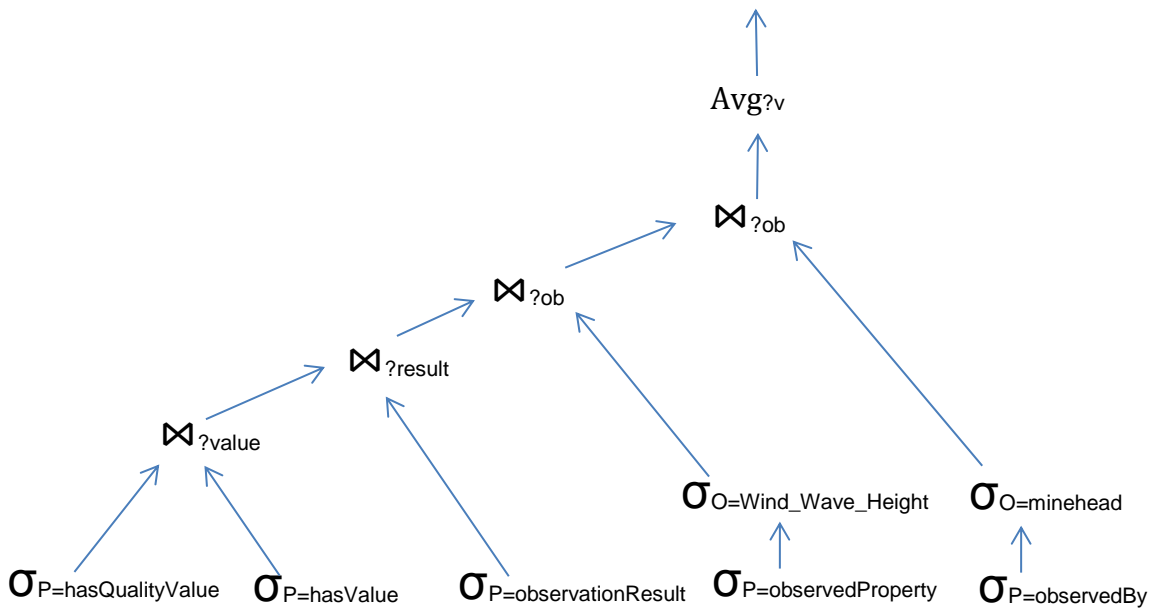 Avg?v
⋈ ?ob
⋈ ?ob
⋈ ?result
⋈ ?value
σO=Wind_Wave_Height σO=minehead
σP=hasQualityValue σP=hasValue σP=observationResult σP=observedProperty σP=observedBy